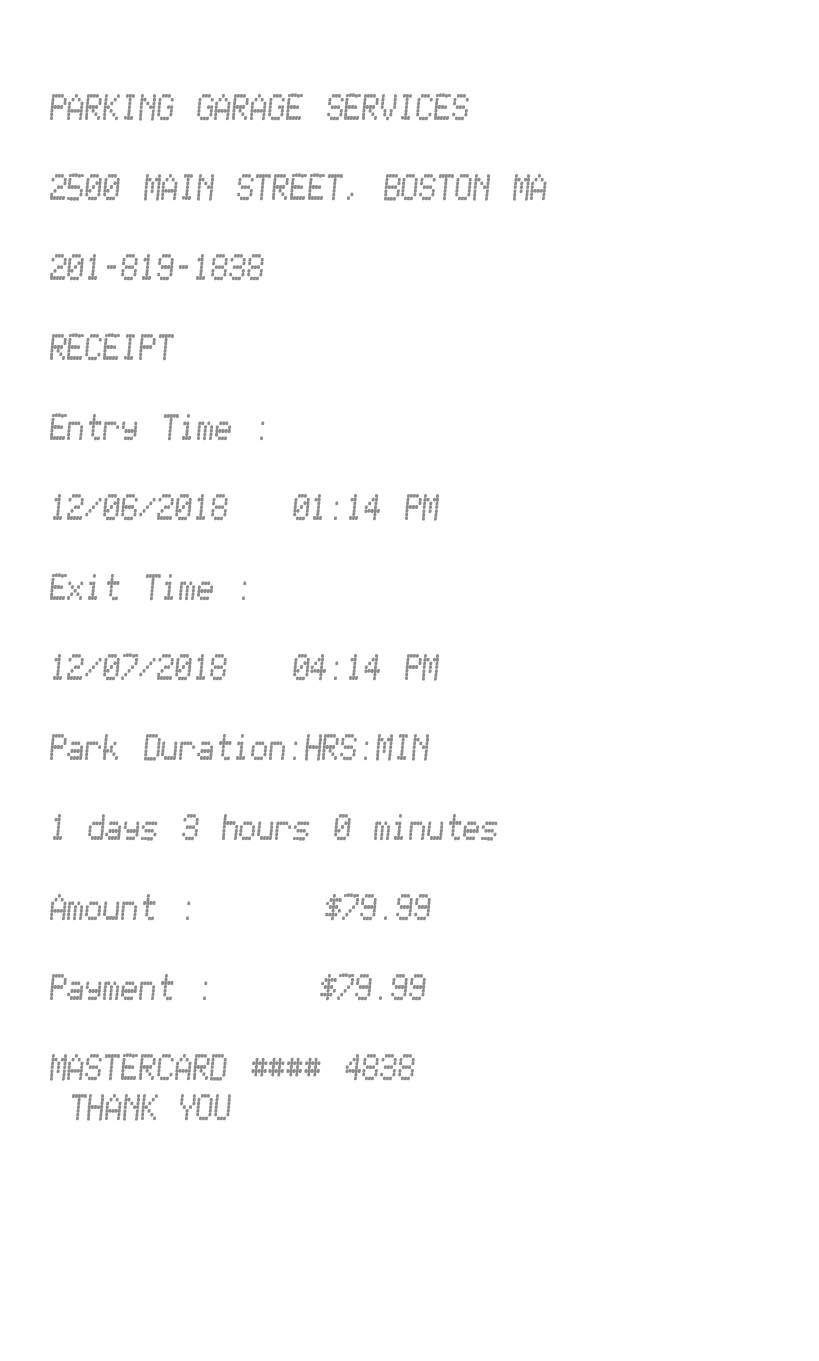 PARKING GARAGE SERVICES
2500 MAIN STREET, BOSTON MA
201-819-1838
RECEIPT
Entry Time :
12/06/2018 01:14 PM
Exit Time :
12/07/2018 04:14 PM
Park Duration:HRS:MIN
1 days 3 hours 0 minutes
Amount : $79.99
Payment : $79.99
MASTERCARD #### 4838
THANK YOU